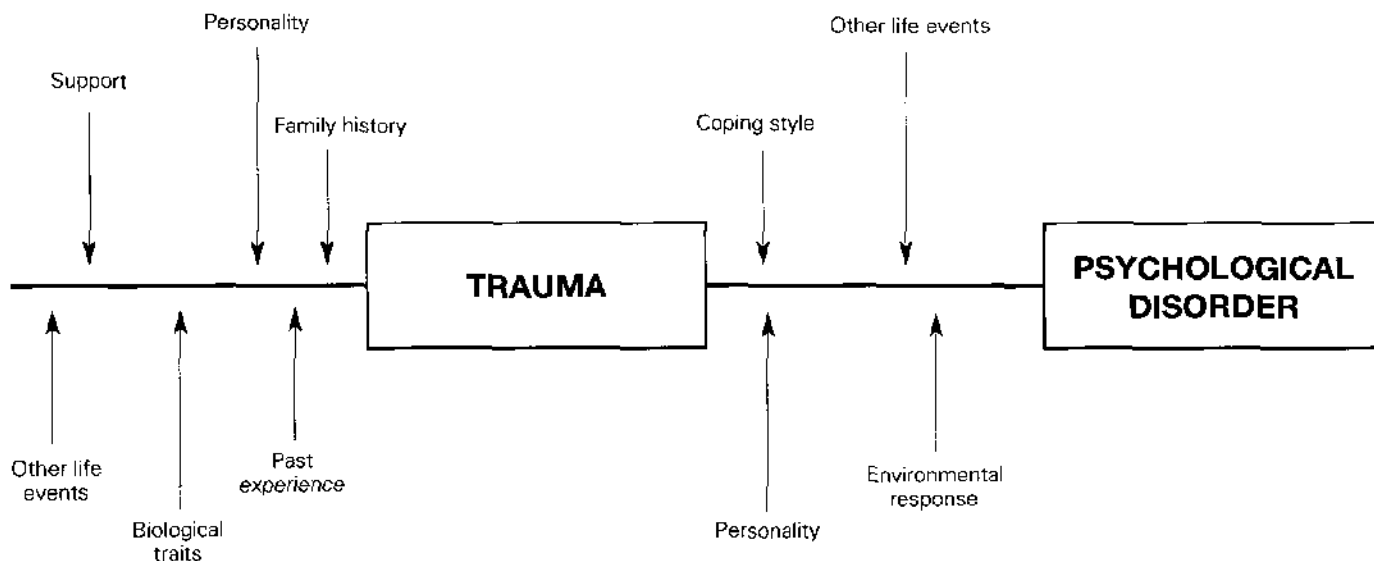 Personality
Other life events
Support
Family history
Coping style
TRAUMA
PSYCHOLOGICAL
DISORDER
Other life
events
Past
experience
Biological
traits
Personality
Environmental
response